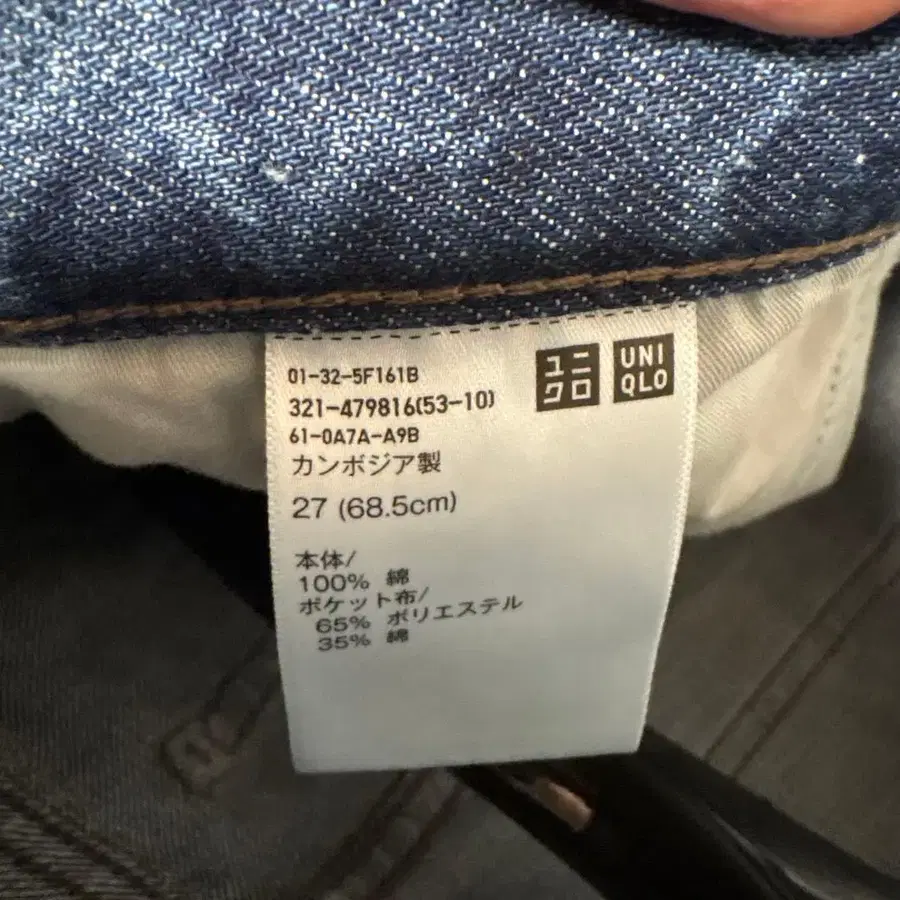 01-32-5F161B
321-479816(53-10)
61-0A7A-A9B
カンボジア製
ユニ
クロ
UNI
QLO
27 (68.5cm)
本体/
100% 綿
ポケット布/
65% ポリエステル
35% 綿